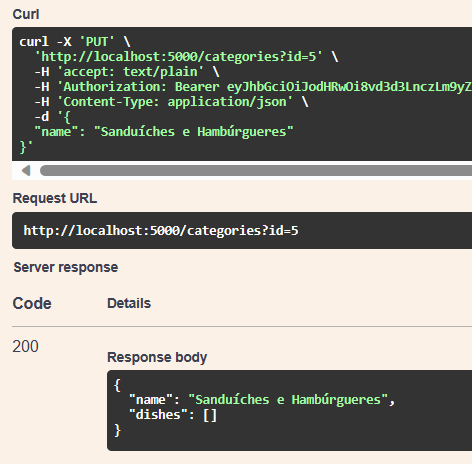 Curl
curl -X 'PUT' \
'http://localhost:5000/categories?id=5' \
-H 'accept: text/plain' \
-H 'Authorization: Bearer eyJhbGciOiJodHRwOi8vd3d3LnczLm9yZ
-H 'Content-Type: application/json' \
-d '{
"name": "Sanduíches e Hambúrgueres"
}'
Request URL
http://localhost:5000/categories?id=5
Server response
Code Details
200
Response body
{
"name": "Sanduíches e Hambúrgueres",
"dishes": []
}